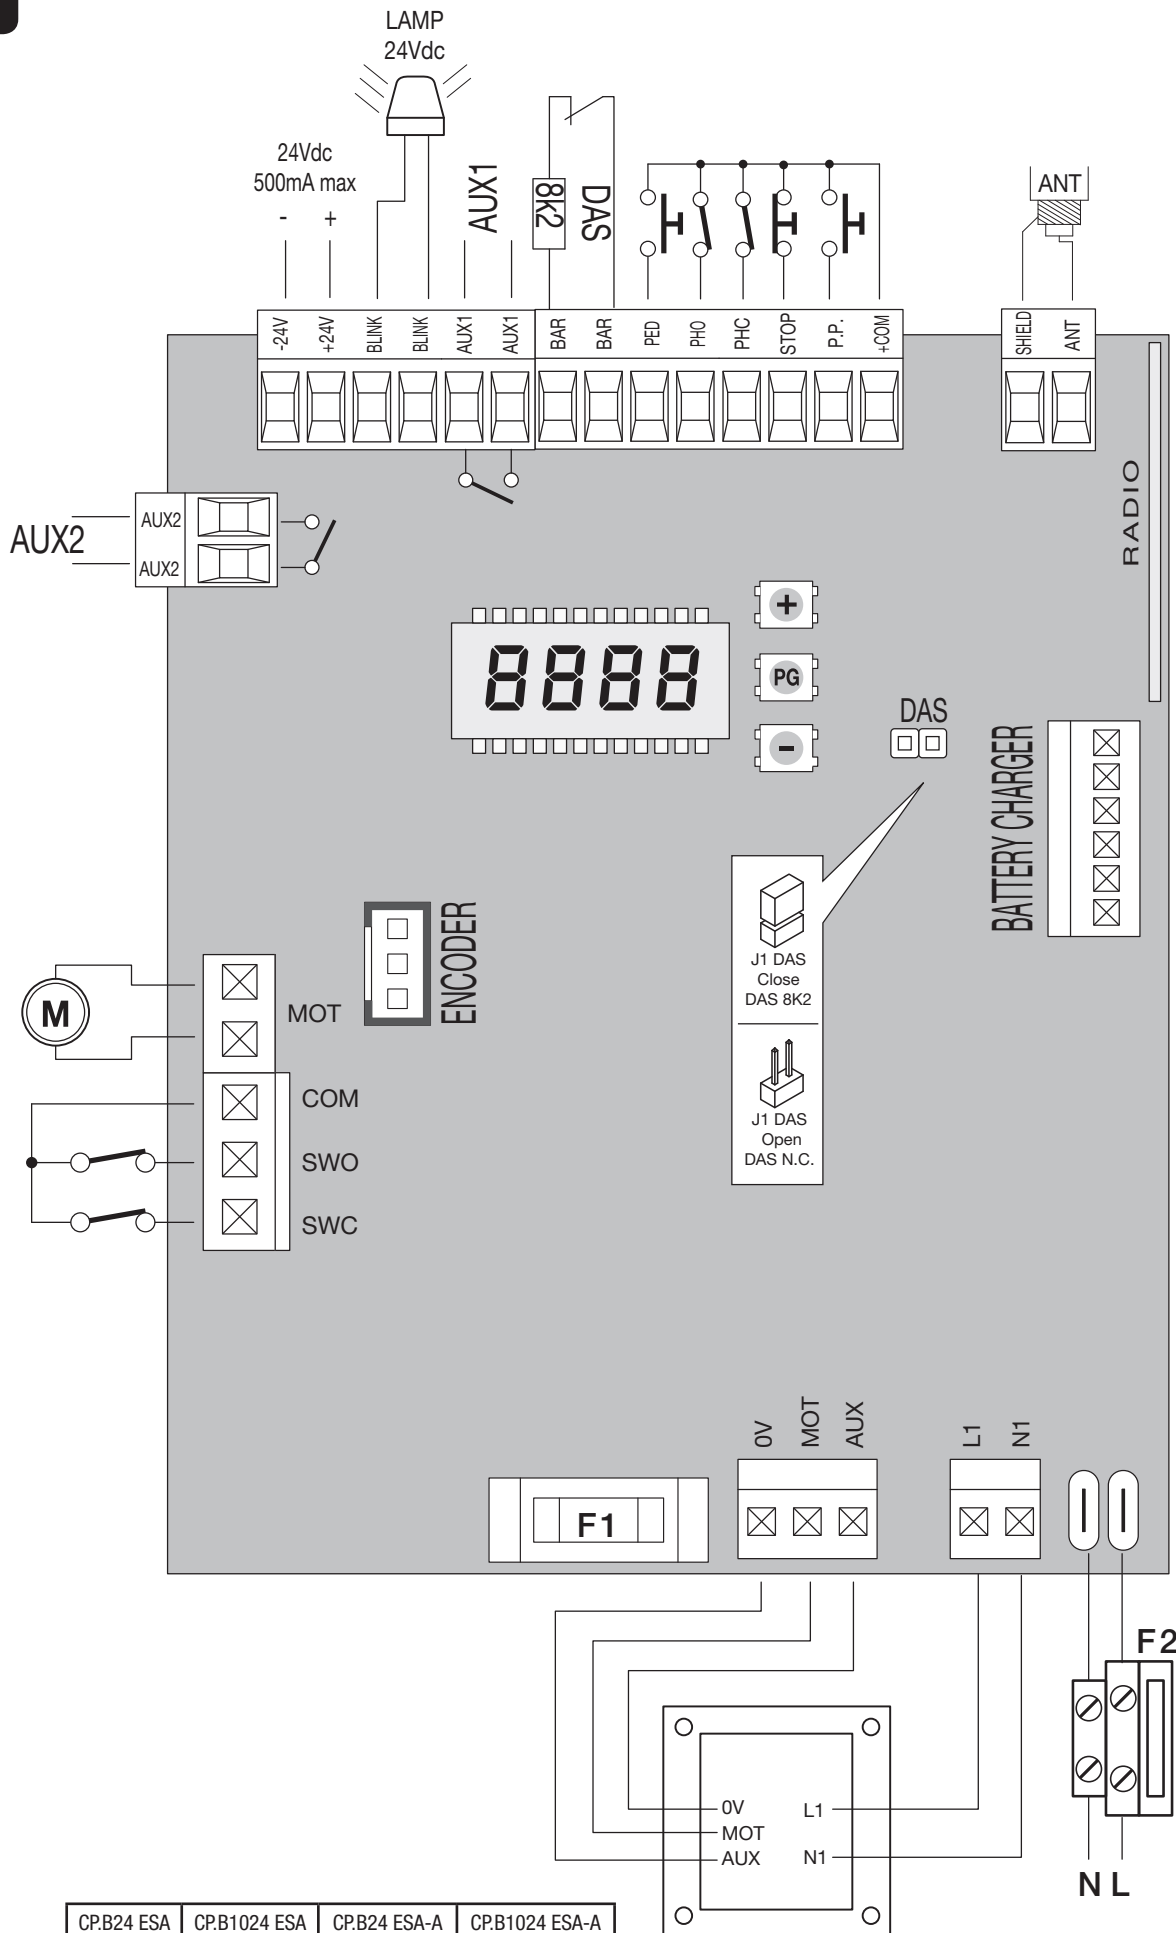 LAMP
24Vdc
24Vdc
500mA max
- +
AUX1
8k2
DAS
ANT
-24V
+24V
BLINK
BLINK
AUX1
AUX1
BAR
BAR
PED
PHO
PHC
STOP
P.P.
+COM
SHIELD
ANT
RADIO
AUX2
AUX2
AUX2
8888
+
PG
-
DAS
BATTERY CHARGER
J1 DAS
Close
DAS 8K2
J1 DAS
Open
DAS N.C.
ENCODER
M
MOT
COM
SWO
SWC
0V
MOT
AUX
L1
N1
F1
F2
0V
MOT
AUX
L1
N1
N L
CP.B24 ESA CP.B1024 ESA CP.B24 ESA-A CP.B1024 ESA-A